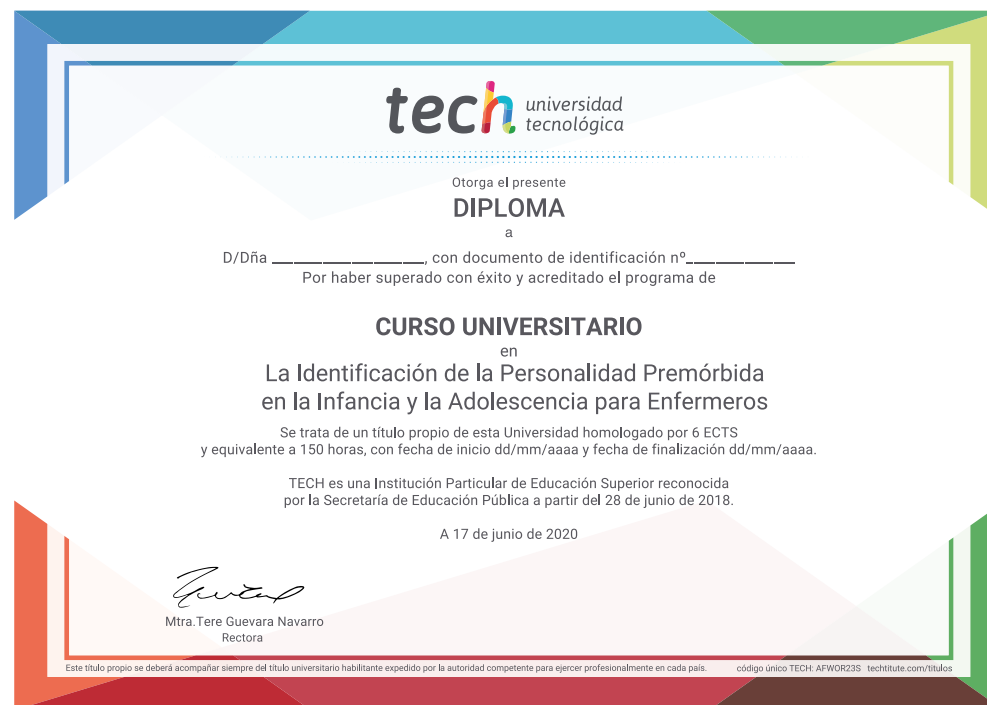 tech universidad
tecnológica
Otorga el presente
DIPLOMA
a
D/Dña ______________, con documento de identificación nº__________
Por haber superado con éxito y acreditado el programa de
CURSO UNIVERSITARIO
en
La Identificación de la Personalidad Premórbida
en la Infancia y la Adolescencia para Enfermeros
Se trata de un título propio de esta Universidad homologado por 6 ECTS
y equivalente a 150 horas, con fecha de inicio dd/mm/aaaa y fecha de finalización dd/mm/aaaa.
TECH es una Institución Particular de Educación Superior reconocida
por la Secretaría de Educación Pública a partir del 28 de junio de 2018.
A 17 de junio de 2020
Mtra.Tere Guevara Navarro
Rectora
Este título propio se deberá acompañar siempre del título universitario habilitante expedido por la autoridad competente para ejercer profesionalmente en cada país. código único TECH: AFWOR23S techtitute.com/titulos